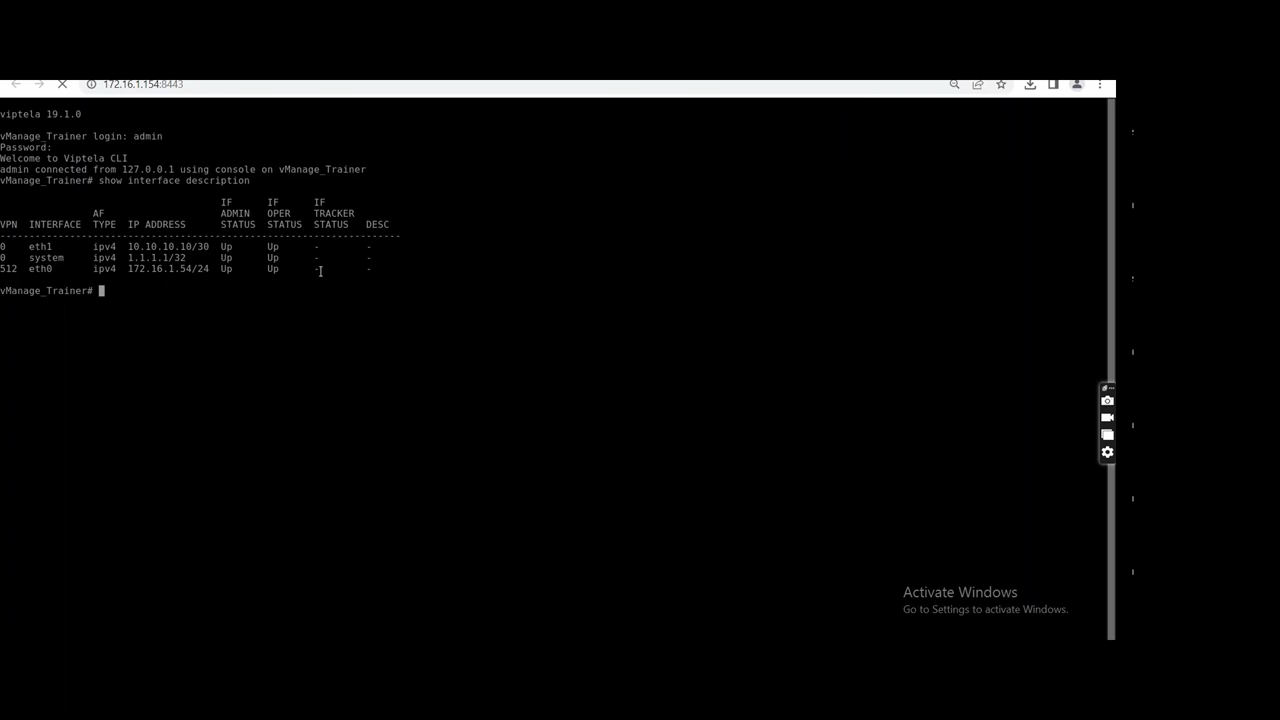 172.16.1.154:8443
viptela 19.1.0
vManage_Trainer login: admin
Password:
Welcome to Viptela CLI
admin connected from 127.0.0.1 using console on vManage_Trainer
vManage_Trainer# show interface description
IF IF IF
AF ADMIN OPER TRACKER
VPN INTERFACE TYPE IP ADDRESS STATUS STATUS STATUS DESC
--------------------------------------------------------------------
0 eth1 ipv4 10.10.10.10/30 Up Up - -
0 system ipv4 1.1.1.1/32 Up Up - -
512 eth0 ipv4 172.16.1.54/24 Up Up - -
vManage_Trainer#
Activate Windows
Go to Settings to activate Windows.